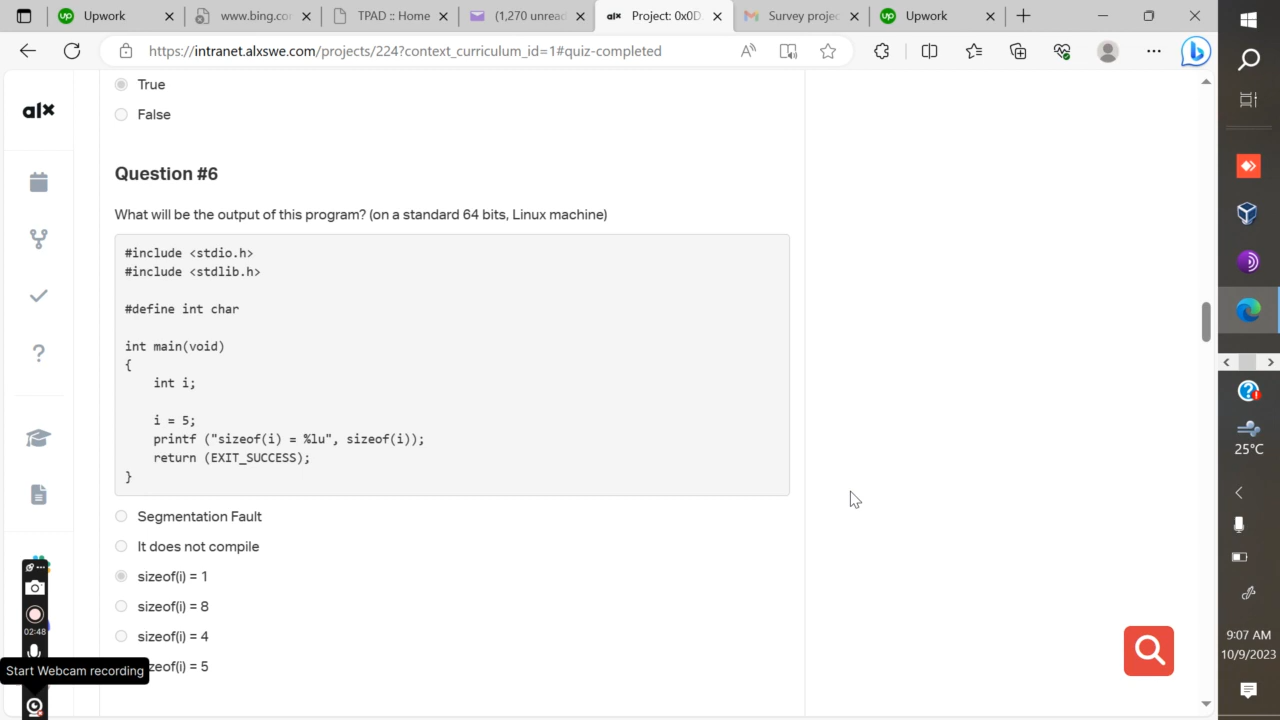 Upwork
www.bing.co
TPAD :: Home
(1,270 unread
alx Project: 0x0D.
Survey projec
Upwork
https://intranet.alxswe.com/projects/224?context_curriculum_id=1#quiz-completed
alx
True
False
Question #6
What will be the output of this program? (on a standard 64 bits, Linux machine)
#include <stdio.h>
#include <stdlib.h>
#define int char
int main(void)
{
int i;
i = 5;
printf ("sizeof(i) = %lu", sizeof(i));
return (EXIT_SUCCESS);
}
Segmentation Fault
It does not compile
sizeof(i) = 1
sizeof(i) = 8
sizeof(i) = 4
zeof(i) = 5
02:48
Start Webcam recording
25°C
9:07 AM
10/9/2023